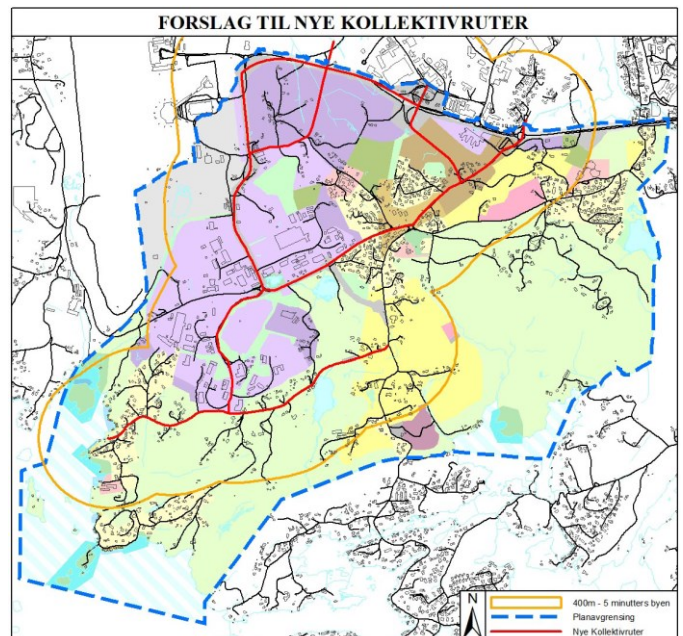 FORSLAG TIL NYE KOLLEKTIVRUTER
N
400m - 5 minutters byen
Planavgrensing
Nye Kollektivruter